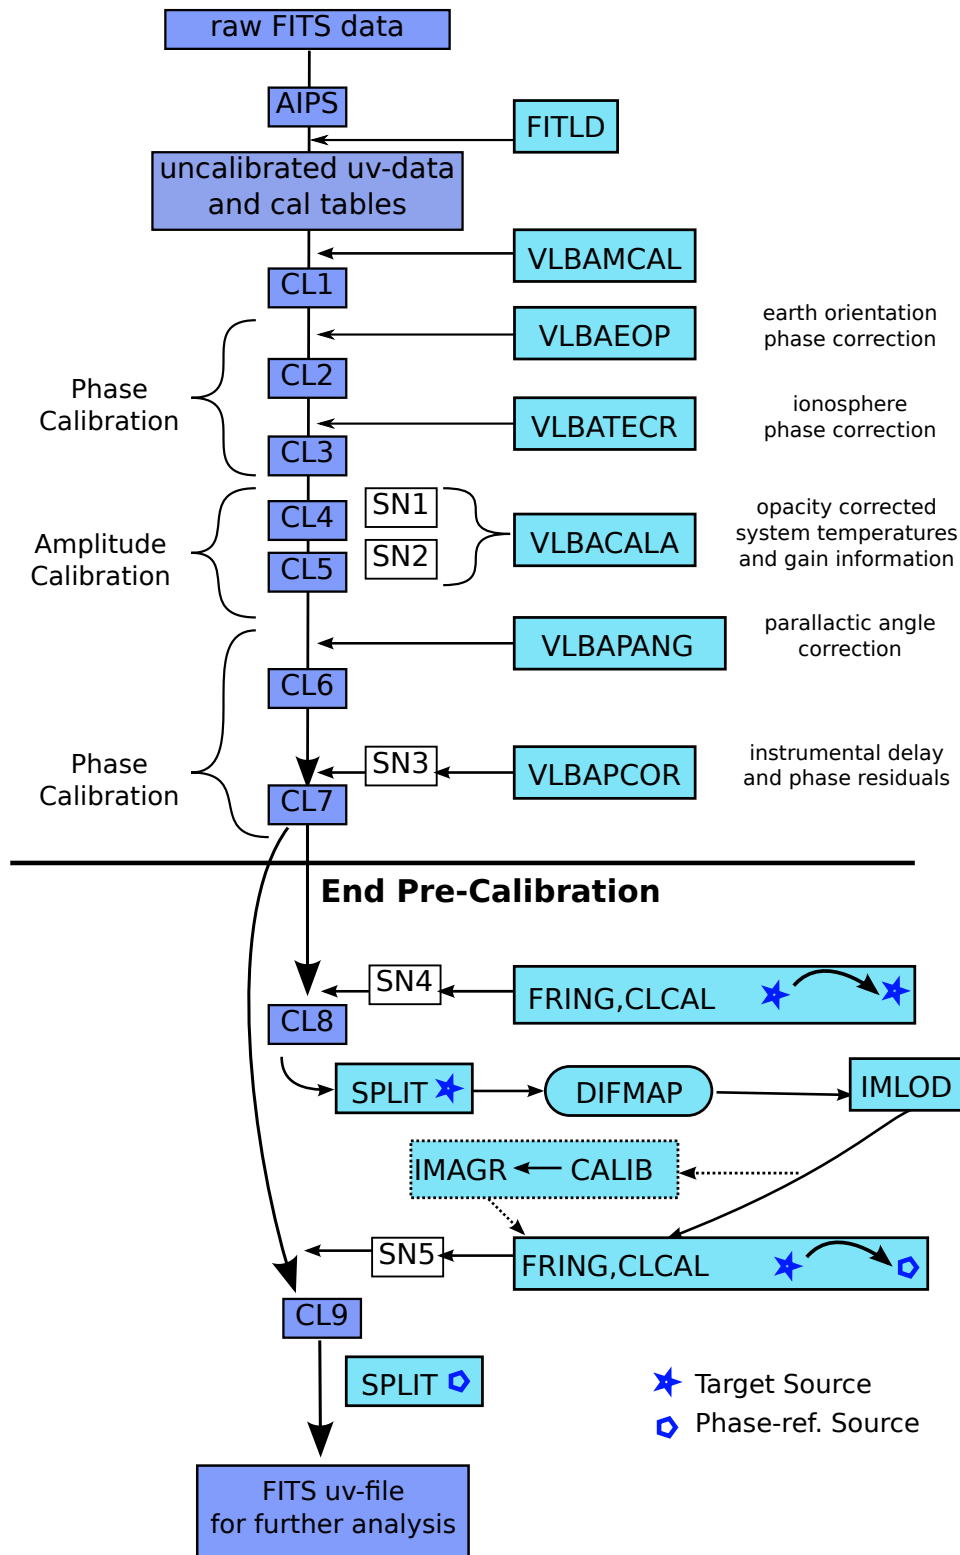 raw FITS data
AIPS
FITLD
uncalibrated uv-data
and cal tables
VLBAMCAL
CL1
VLBAEOP
earth orientation
phase correction
CL2
Phase
Calibration
VLBATECR
ionosphere
phase correction
CL3
SN1
CL4
SN2
CL5
Amplitude
Calibration
VLBACALA
opacity corrected
system temperatures
and gain information
VLBAPANG
parallactic angle
correction
CL6
Phase
Calibration
SN3
VLBAPCOR
instrumental delay
and phase residuals
CL7
End Pre-Calibration
SN4
FRING,CLCAL
CL8
SPLIT
DIFMAP
IMLOD
IMAGR
CALIB
SN5
FRING,CLCAL
CL9
SPLIT
Target Source
Phase-ref. Source
FITS uv-file
for further analysis